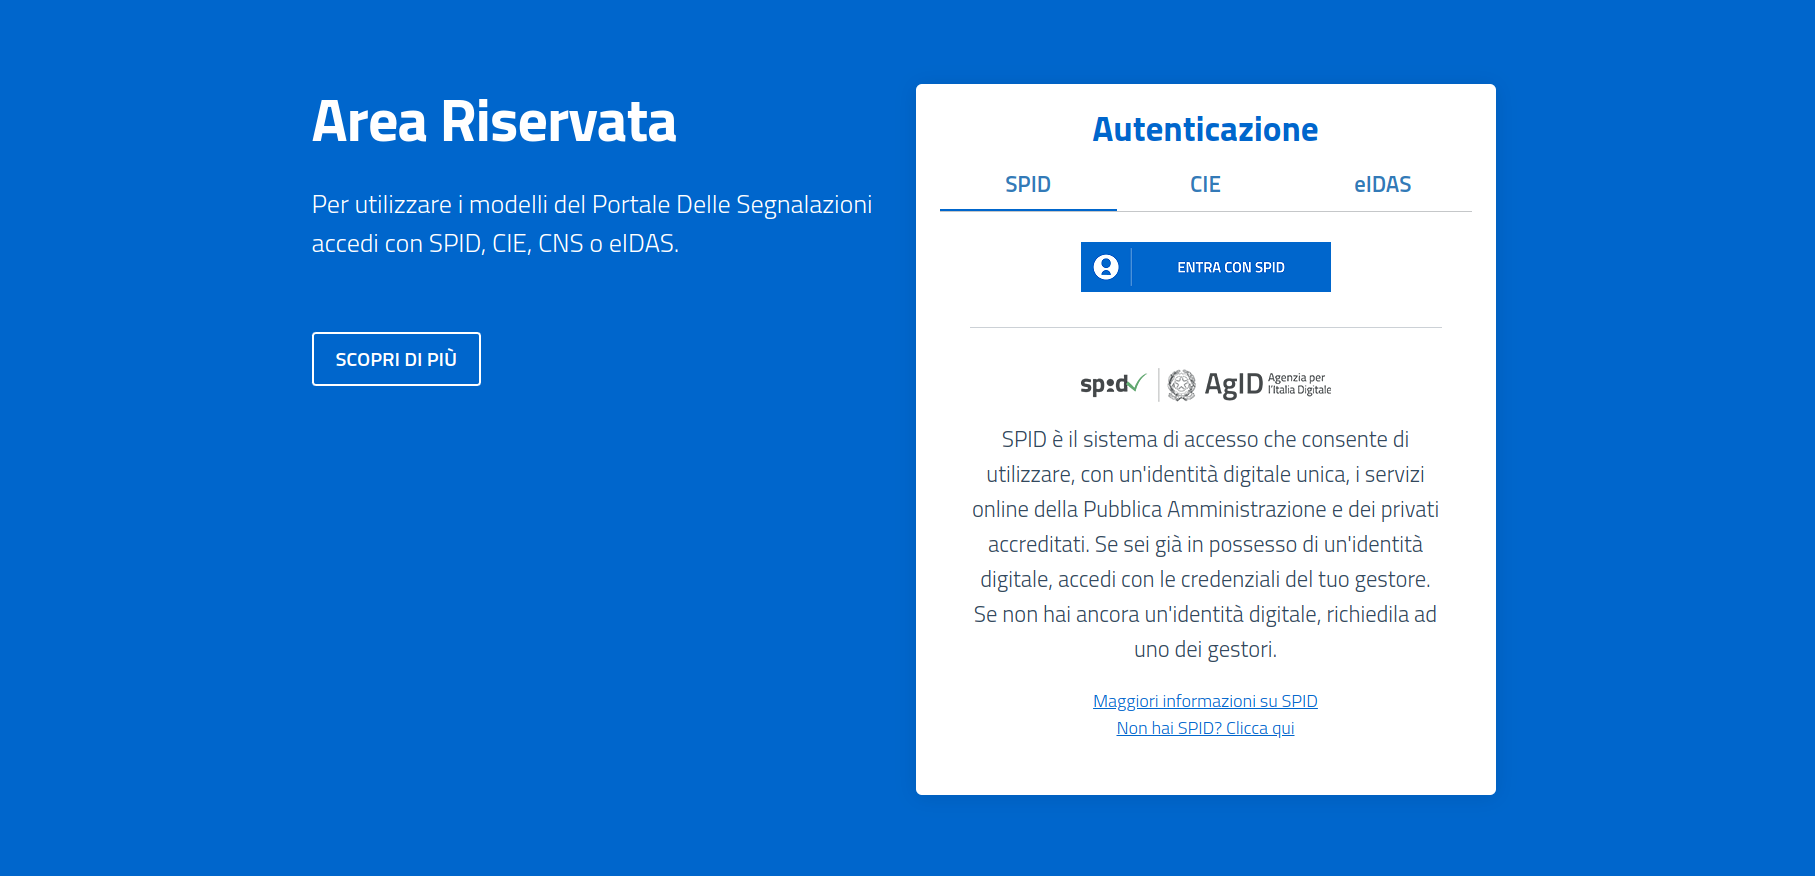 Area Riservata
Per utilizzare i modelli del Portale Delle Segnalazioni
accedi con SPID, CIE, CNS o eIDAS.
SCOPRI DI PIÙ
Autenticazione
SPID CIE eIDAS
ENTRA CON SPID
spid AgID Agenzia per
l'Italia Digitale
SPID è il sistema di accesso che consente di
utilizzare, con un'identità digitale unica, i servizi
online della Pubblica Amministrazione e dei privati
accreditati. Se sei già in possesso di un'identità
digitale, accedi con le credenziali del tuo gestore.
Se non hai ancora un'identità digitale, richiedila ad
uno dei gestori.
Maggiori informazioni su SPID
Non hai SPID? Clicca qui